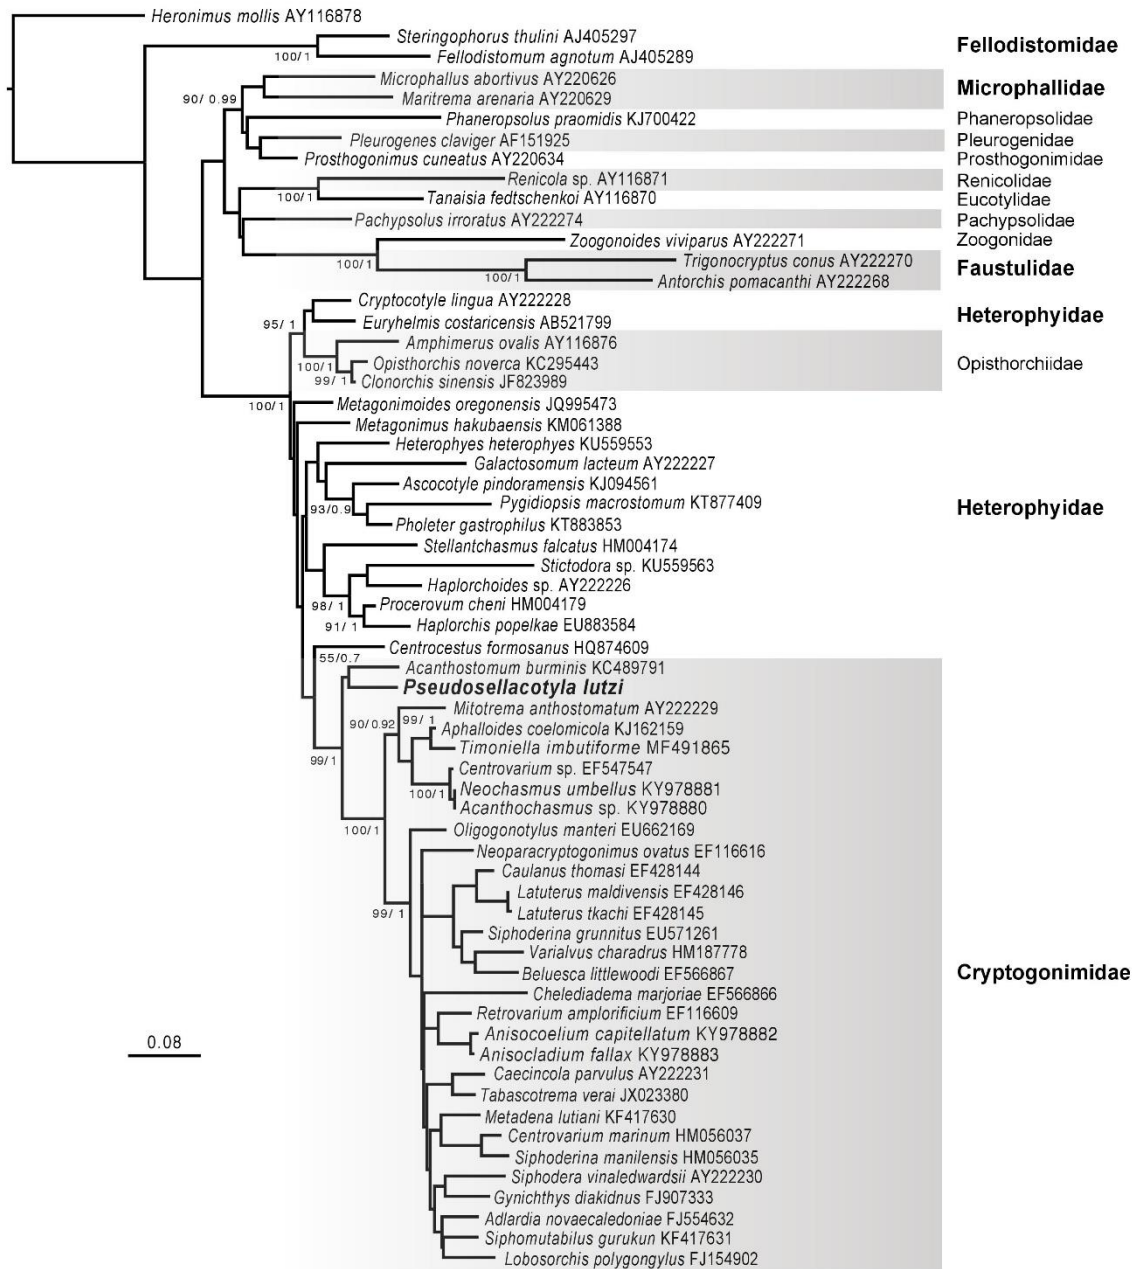 Heronimus mollis AY116878
Steringophorus thulini AJ405297
Fellodistomidae
100/1
Fellodistomum agnotum AJ405289
Microphallus abortivus AY220626
Microphallidae
90/ 0.99
Maritrema arenaria AY220629
Phaneropsolus praomidis KJ700422
Phaneropsolidae
Pleurogenes claviger AF151925
Pleurogenidae
Prosthogonimus cuneatus AY220634
Prosthogonimidae
Renicola sp. AY116871
Renicolidae
100/1
Tanaisia fedtschenkoi AY116870
Eucotylidae
Pachypsolus irroratus AY222274
Pachypsolidae
Zoogonoides viviparus AY222271
Zoogonidae
100/1
Trigonocryptus conus AY222270
Faustulidae
100/1
Antorchis pomacanthi AY222268
Cryptocotyle lingua AY222228
Heterophyidae
95/ 1
Euryhelmis costaricensis AB521799
Amphimerus ovalis AY116876
100/1
Opisthorchis noverca KC295443
Opisthorchiidae
99/ 1
Clonorchis sinensis JF823989
100/1
Metagonimoides oregonensis JQ995473
Metagonimus hakubaensis KM061388
Heterophyes heterophyes KU559553
Galactosomum lacteum AY222227
Ascocotyle pindoramensis KJ094561
93/0.9
Pygidiopsis macrostomum KT877409
Heterophyidae
Pholeter gastrophilus KT883853
Stellantchasmus falcatus HM004174
Stictodora sp. KU559563
Haplorchoides sp. AY222226
98/ 1
Procerovum cheni HM004179
91/ 1
Haplorchis popelkae EU883584
Centrocestus formosanus HQ874609
55/0.7
Acanthostomum burminis KC489791
Pseudosellacotyla lutzi
Mitotrema anthostomatum AY222229
90/0.92
99/ 1
Aphalloides coelomicola KJ162159
Timoniella imbutiforme MF491865
99/1
Centrovarium sp. EF547547
100/1
Neochasmus umbellus KY978881
Acanthochasmus sp. KY978880
100/1
Oligogonotylus manteri EU662169
Neoparacryptogonimus ovatus EF116616
Caulanus thomasi EF428144
Latuterus maldivensis EF428146
99/ 1
Latuterus tkachi EF428145
Siphoderina grunnitus EU571261
Varialvus charadrus HM187778
Beluesca littlewoodi EF566867
Cryptogonimidae
Chelediadema marjoriae EF566866
Retrovarium amplorificium EF116609
Anisocoelium capitellatum KY978882
0.08
Anisocladium fallax KY978883
Caecincola parvulus AY222231
Tabascotrema verai JX023380
Metadena lutiani KF417630
Centrovarium marinum HM056037
Siphoderina manilensis HM056035
Siphodera vinaledwardsii AY222230
Gynichthys diakidnus FJ907333
Adlardia novaecaledoniae FJ554632
Siphomutabilus gurukun KF417631
Lobosorchis polygongylus FJ154902